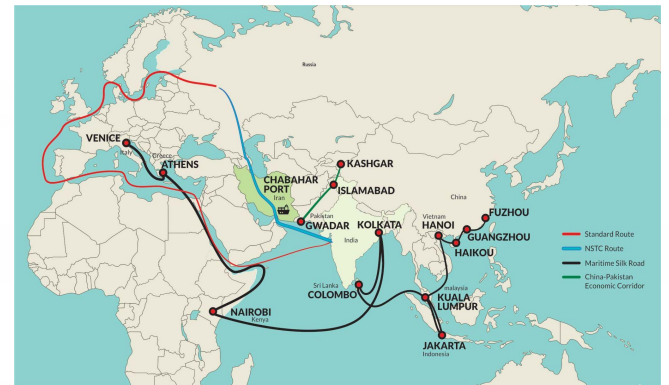 Russia
VENICE
Italy
Greece
ATHENS
CHABAHAR
PORT
Iran
KASHGAR
ISLAMABAD
Pakistan
GWADAR
KOLKATA
India
China
Vietnam
HANOI
FUZHOU
GUANGZHOU
HAIKOU
Sri Lanka
COLOMBO
malaysia
KUALA
LUMPUR
NAIROBI
Kenya
JAKARTA
Indonesia
Standard Route
NSTC Route
Maritime Silk Road
China-Pakistan
Economic Corridor